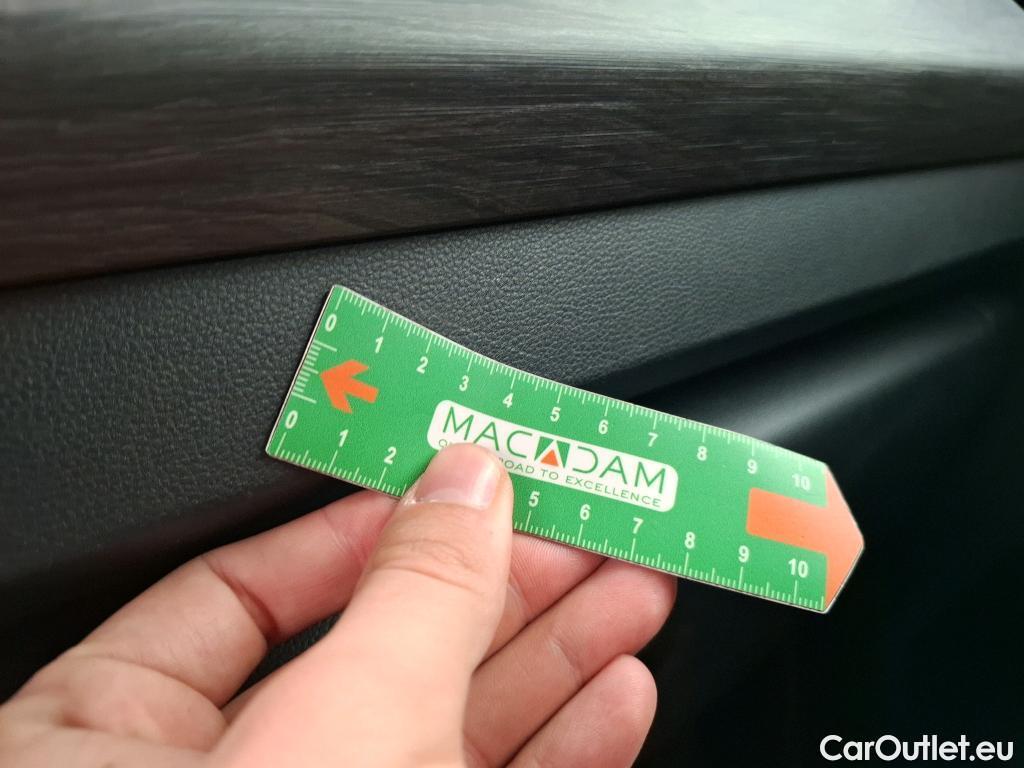 0 1 2 3 4 5 6 7 8 9 10
MACADAM
ROAD TO EXCELLENCE
0 1 2 5 6 7 8 9 10
CarOutlet.eu